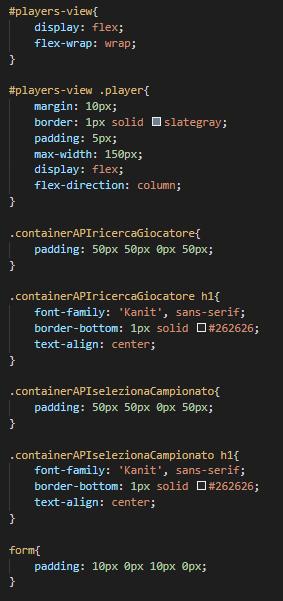 #players-view{
    display: flex;
    flex-wrap: wrap;
}

#players-view .player{
    margin: 10px;
    border: 1px solid slategray;
    padding: 5px;
    max-width: 150px;
    display: flex;
    flex-direction: column;
}

.containerAPIricercaGiocatore{
    padding: 50px 50px 0px 50px;
}

.containerAPIricercaGiocatore h1{
    font-family: 'Kanit', sans-serif;
    border-bottom: 1px solid #262626;
    text-align: center;
}

.containerAPIselezionaCampionato{
    padding: 50px 50px 0px 50px;
}

.containerAPIselezionaCampionato h1{
    font-family: 'Kanit', sans-serif;
    border-bottom: 1px solid #262626;
    text-align: center;
}

form{
    padding: 10px 0px 10px 0px;
}